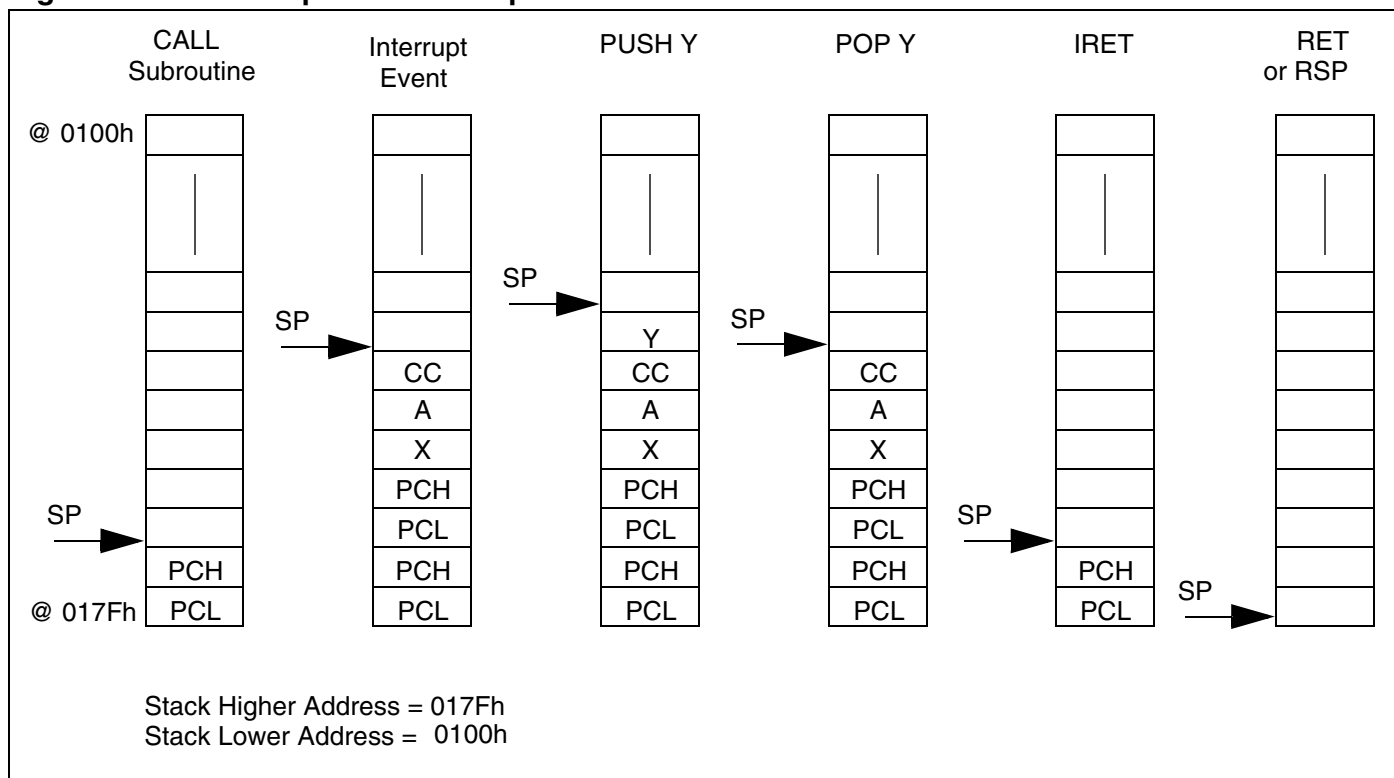 CALL
Subroutine
Interrupt
Event
PUSH Y
POP Y
IRET
RET
or RSP
@ 0100h
SP
SP
Y
SP
CC
CC
CC
A
A
A
X
X
X
PCH
PCH
PCH
SP
PCL
PCL
PCL
SP
PCH
PCH
PCH
PCH
PCH
SP
@ 017Fh
PCL
PCL
PCL
PCL
PCL
Stack Higher Address = 017Fh
Stack Lower Address = 0100h